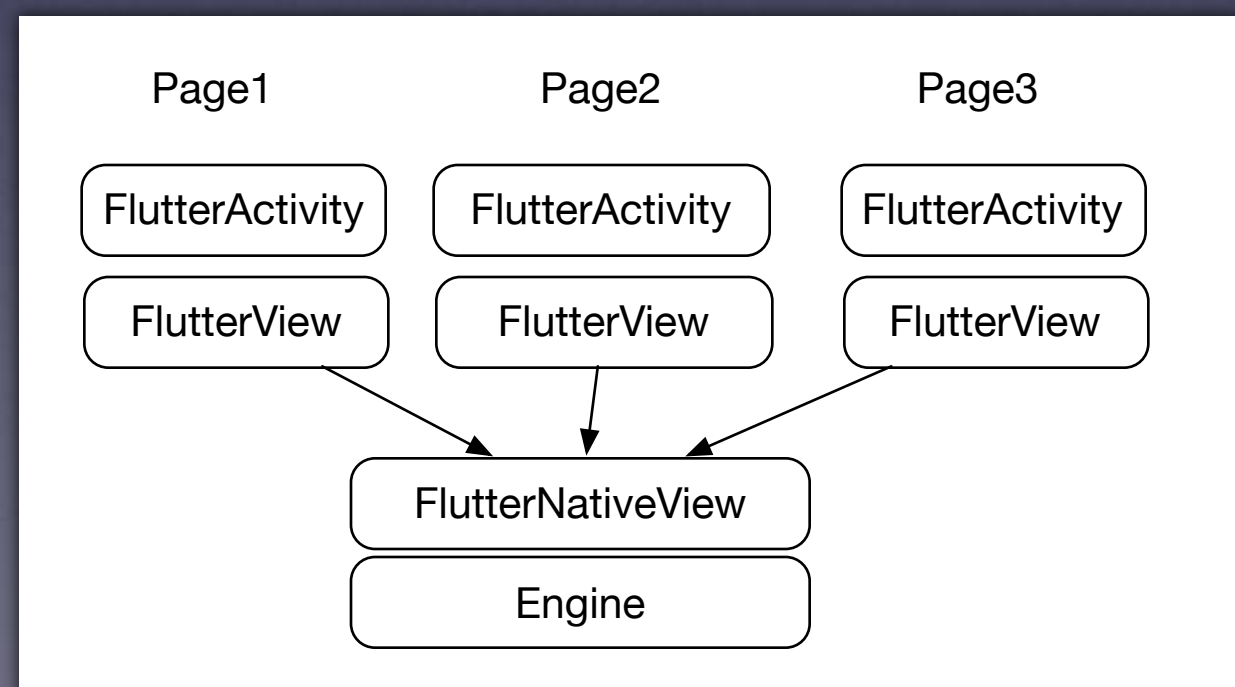 Page1 Page2 Page3
FlutterActivity FlutterActivity FlutterActivity
FlutterView FlutterView FlutterView
FlutterNativeView
Engine